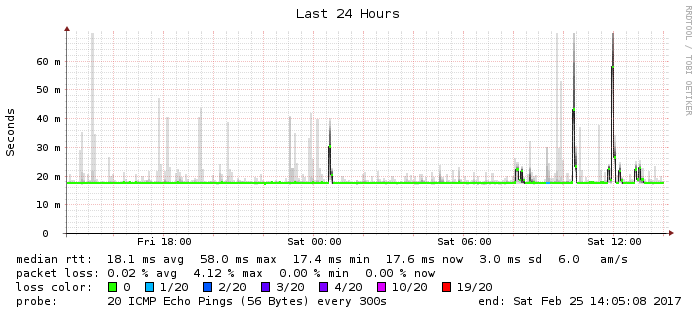 Last 24 Hours
RRDTOOL / TOBI OETIKER
Seconds
60 m
50 m
40 m
30 m
20 m
10 m
0
Fri 18:00 Sat 00:00 Sat 06:00 Sat 12:00
median rtt: 18.1 ms avg 58.0 ms max 17.4 ms min 17.6 ms now 3.0 ms sd 6.0 am/s
packet loss: 0.02 % avg 4.12 % max 0.00 % min 0.00 % now
loss color: 0 1/20 2/20 3/20 4/20 10/20 19/20
probe: 20 ICMP Echo Pings (56 Bytes) every 300s end: Sat Feb 25 14:05:08 2017